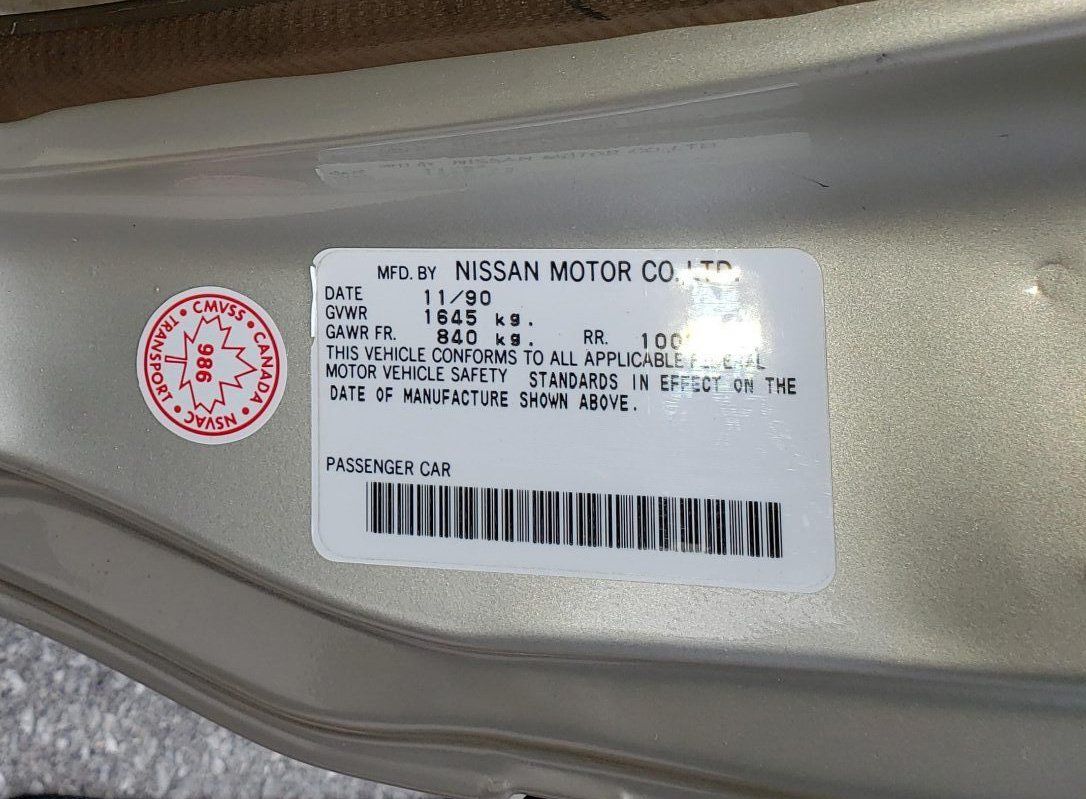 MFD. BY NISSAN MOTOR CO., LTD.
DATE 11/90
GVWR 1645 kg.
GAWR FR. 840 kg. RR.
THIS VEHICLE CONFORMS TO ALL APPLICABLE FEDERAL
MOTOR VEHICLE SAFETY STANDARDS IN EFFECT ON THE
DATE OF MANUFACTURE SHOWN ABOVE.
PASSENGER CAR
CMVSS • CANADA • NSVAC • TRANSPORT •
986